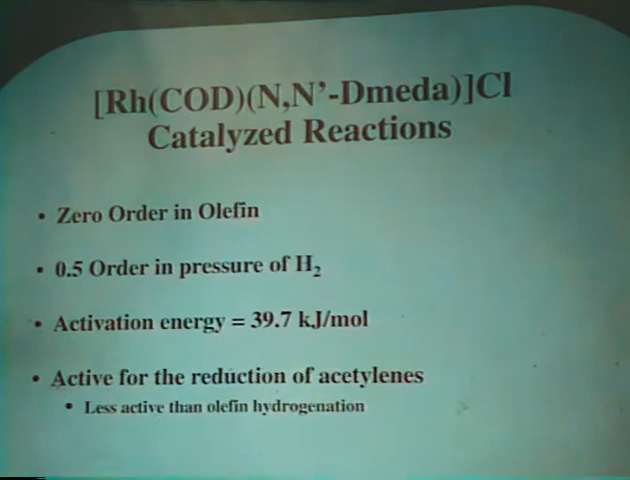 [Rh(COD)(N,N'-Dmeda)]Cl
Catalyzed Reactions
• Zero Order in Olefin
• 0.5 Order in pressure of H₂
• Activation energy = 39.7 kJ/mol
• Active for the reduction of acetylenes
• Less active than olefin hydrogenation